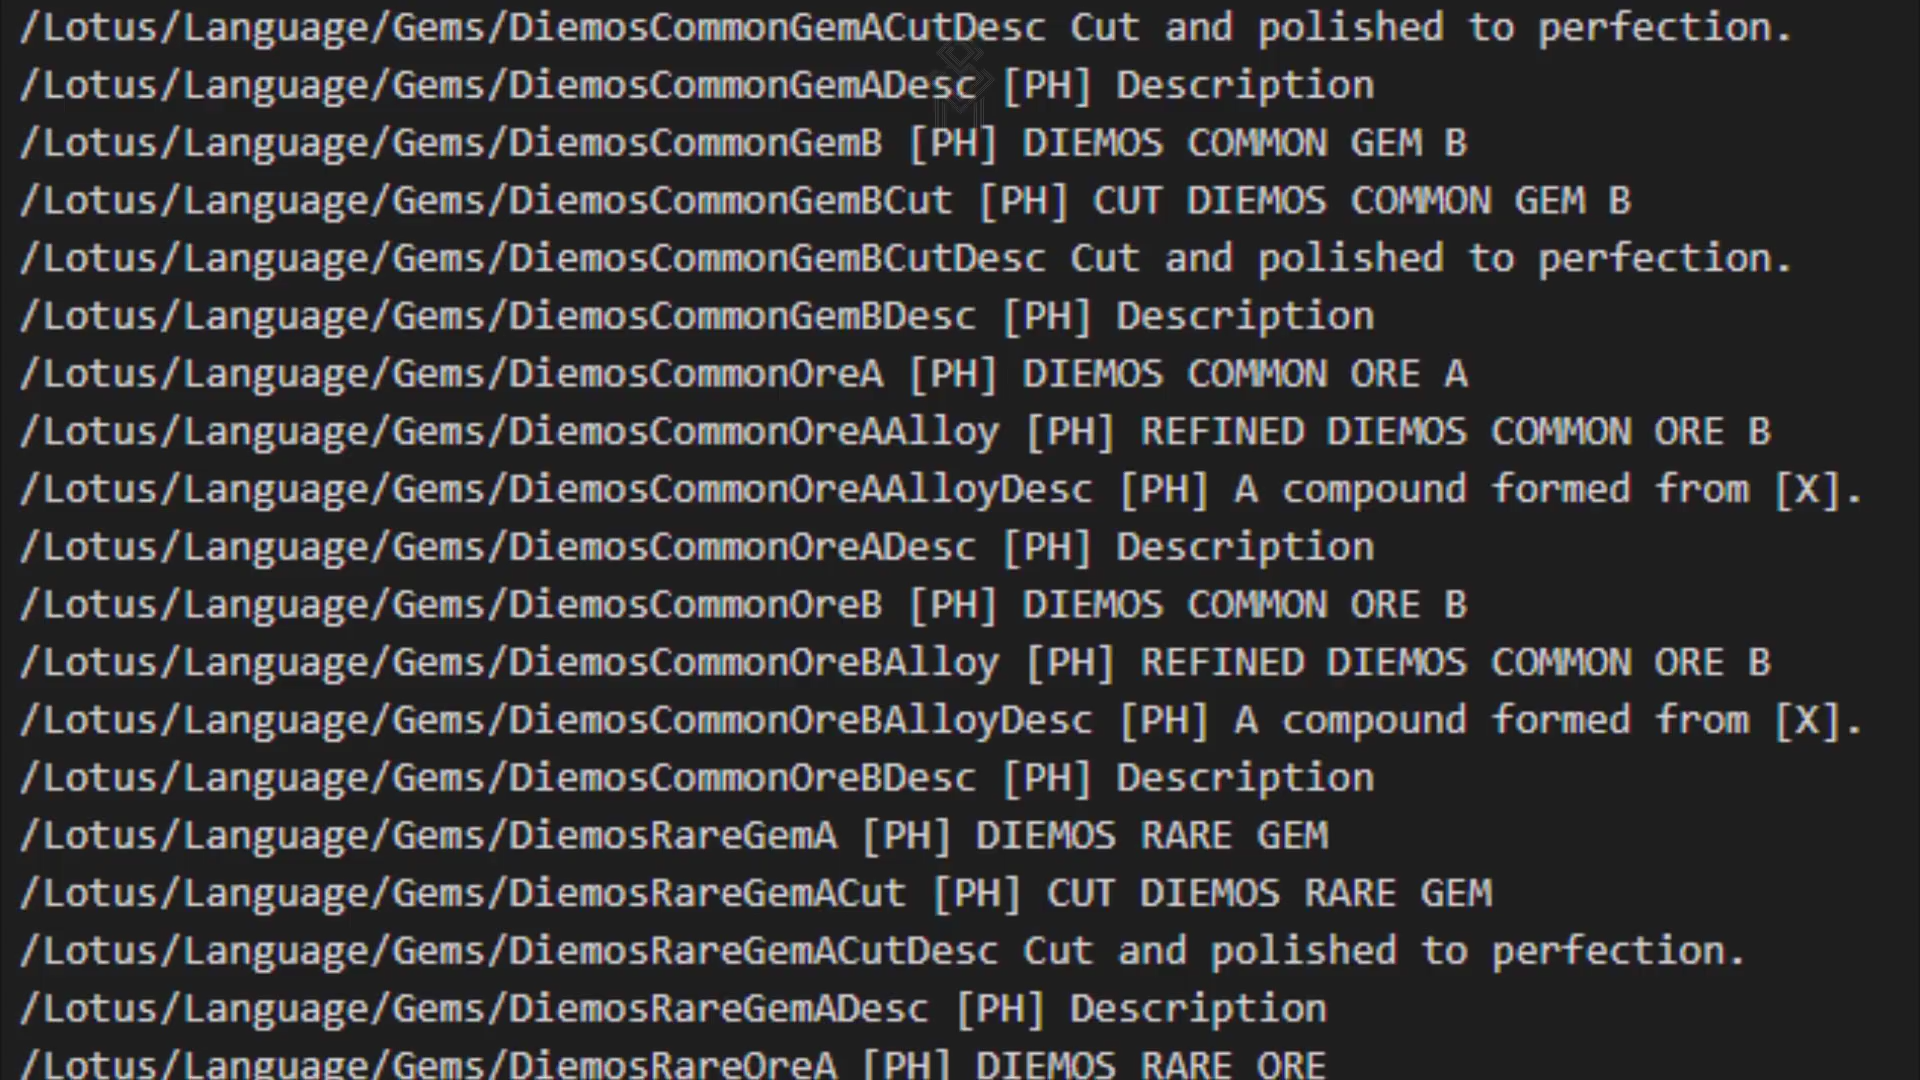 /Lotus/Language/Gems/DiemosCommonGemACutDesc Cut and polished to perfection.
/Lotus/Language/Gems/DiemosCommonGemADesc [PH] Description
/Lotus/Language/Gems/DiemosCommonGemB [PH] DIEMOS COMMON GEM B
/Lotus/Language/Gems/DiemosCommonGemBCut [PH] CUT DIEMOS COMMON GEM B
/Lotus/Language/Gems/DiemosCommonGemBCutDesc Cut and polished to perfection.
/Lotus/Language/Gems/DiemosCommonGemBDesc [PH] Description
/Lotus/Language/Gems/DiemosCommonOreA [PH] DIEMOS COMMON ORE A
/Lotus/Language/Gems/DiemosCommonOreAAlloy [PH] REFINED DIEMOS COMMON ORE B
/Lotus/Language/Gems/DiemosCommonOreAAlloyDesc [PH] A compound formed from [X].
/Lotus/Language/Gems/DiemosCommonOreADesc [PH] Description
/Lotus/Language/Gems/DiemosCommonOreB [PH] DIEMOS COMMON ORE B
/Lotus/Language/Gems/DiemosCommonOreBAlloy [PH] REFINED DIEMOS COMMON ORE B
/Lotus/Language/Gems/DiemosCommonOreBAlloyDesc [PH] A compound formed from [X].
/Lotus/Language/Gems/DiemosCommonOreBDesc [PH] Description
/Lotus/Language/Gems/DiemosRareGemA [PH] DIEMOS RARE GEM
/Lotus/Language/Gems/DiemosRareGemACut [PH] CUT DIEMOS RARE GEM
/Lotus/Language/Gems/DiemosRareGemACutDesc Cut and polished to perfection.
/Lotus/Language/Gems/DiemosRareGemADesc [PH] Description
/Lotus/Language/Gems/DiemosRareOreA [PH] DIEMOS RARE ORE